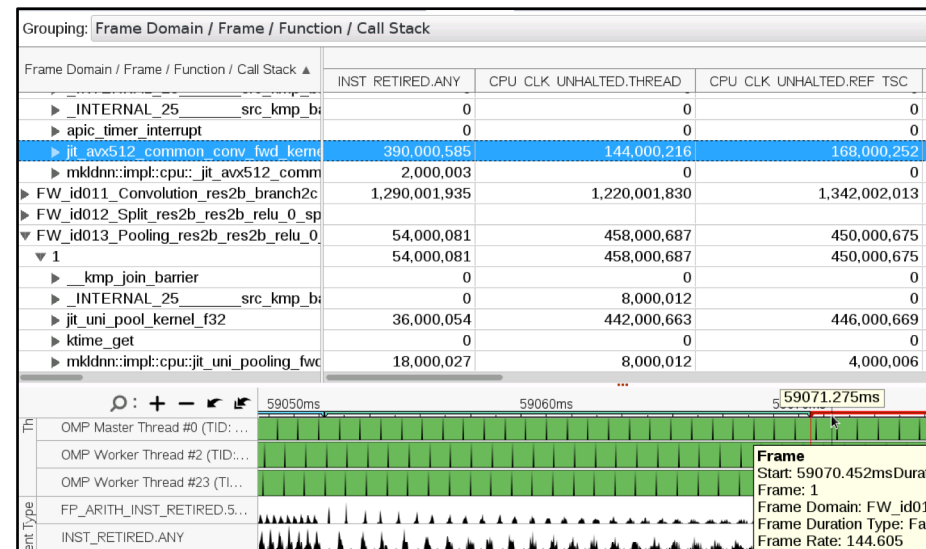 Grouping: Frame Domain / Frame / Function / Call Stack
Frame Domain / Frame / Function / Call Stack ▲ INST_RETIRED.ANY CPU_CLK_UNHALTED.THREAD CPU_CLK_UNHALTED.REF_TSC
_INTERNAL_25_______src_kmp_ba 0 0 0
apic_timer_interrupt 0 0 0
jit_avx512_common_conv_fwd_kerne 390,000,585 144,000,216 168,000,252
mkldnn::impl::cpu::_jit_avx512_comm 2,000,003 0 0
FW_id011_Convolution_res2b_branch2c 1,290,001,935 1,220,001,830 1,342,002,013
FW_id012_Split_res2b_res2b_relu_0_sp
FW_id013_Pooling_res2b_res2b_relu_0_ 54,000,081 458,000,687 450,000,675
1 54,000,081 458,000,687 450,000,675
__kmp_join_barrier 0 0 0
_INTERNAL_25_______src_kmp_ba 0 8,000,012 0
jit_uni_pool_kernel_f32 36,000,054 442,000,663 446,000,669
ktime_get 0 0 0
mkldnn::impl::cpu::jit_uni_pooling_fwd 18,000,027 8,000,012 4,000,006
59050ms 59060ms 59071.275ms
Th
OMP Master Thread #0 (TID: ...
OMP Worker Thread #2 (TID:...
OMP Worker Thread #23 (TI...
Frame
Start: 59070.452msDurat
Frame: 1
Frame Domain: FW_id01
Frame Duration Type: Fa
Frame Rate: 144.605
ent Type
FP_ARITH_INST_RETIRED.5...
INST_RETIRED.ANY